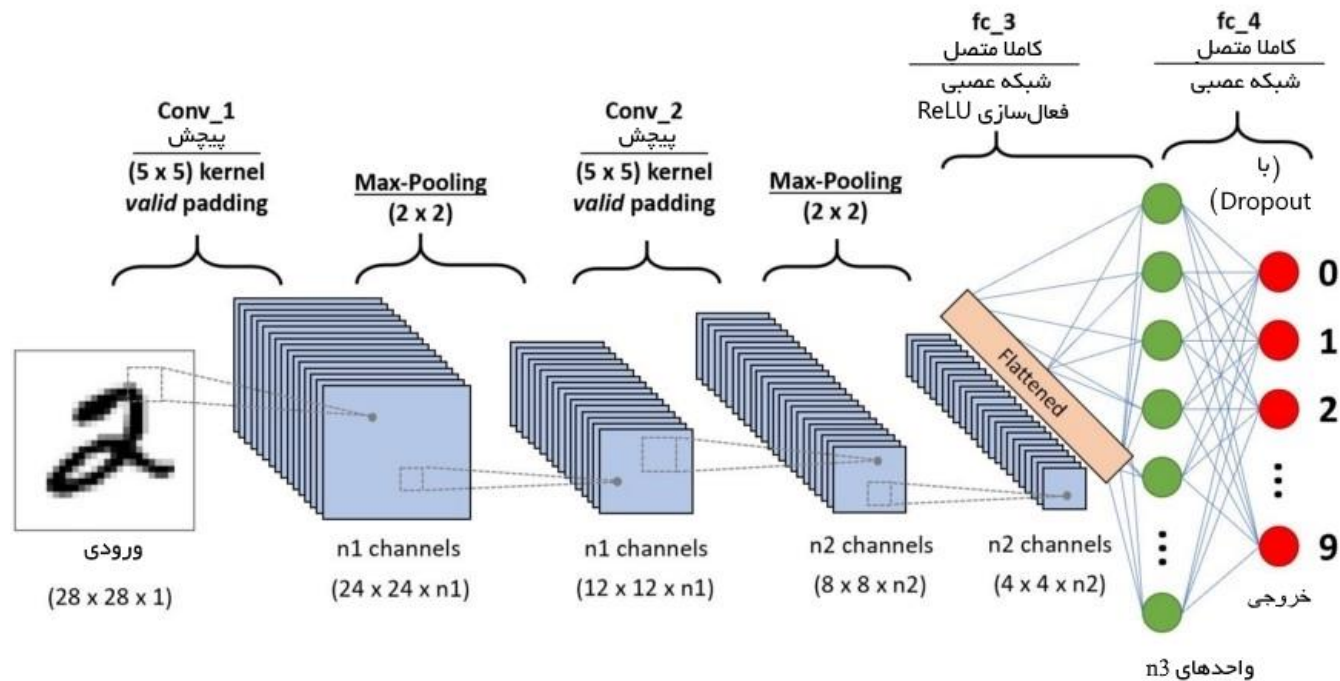 fc_3
کاملا متصل
شبکه عصبی
فعال‌سازی ReLU
fc_4
کاملا متصل
شبکه عصبی
(با
Dropout)
Conv_1
پیچش
(5 x 5) kernel
valid padding
Max-Pooling
(2 x 2)
Conv_2
پیچش
(5 x 5) kernel
valid padding
Max-Pooling
(2 x 2)
Flattened
0
1
2
⋮
9
⋮
ورودی
(28 x 28 x 1)
n1 channels
(24 x 24 x n1)
n1 channels
(12 x 12 x n1)
n2 channels
(8 x 8 x n2)
n2 channels
(4 x 4 x n2)
خروجی
واحدهای n3